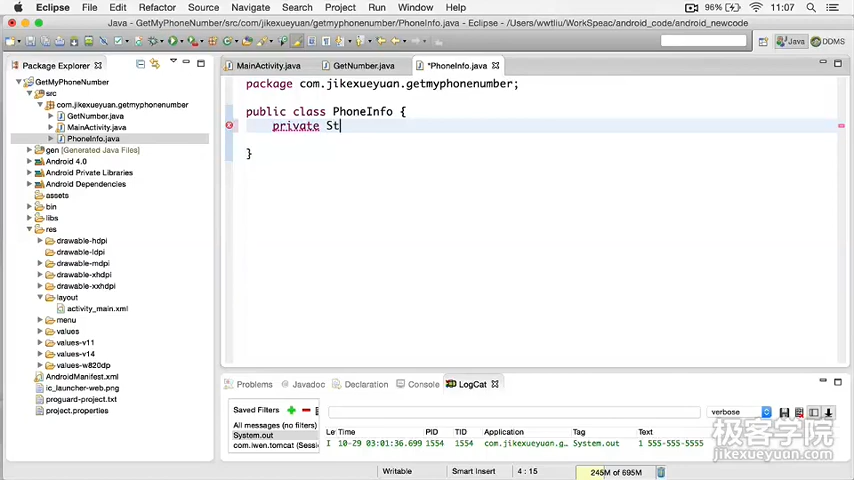 Eclipse File Edit Refactor Source Navigate Search Project Run Window Help 96% 11:07
Java - GetMyPhoneNumber/src/com/jikexueyuan/getmyphonenumber/PhoneInfo.java - Eclipse - /Users/wwtliu/WorkSpeac/android_code/android_newcode
Java DDMS
Package Explorer
MainActivity.java GetNumber.java *PhoneInfo.java
GetMyPhoneNumber
src
com.jikexueyuan.getmyphonenumber
GetNumber.java
MainActivity.java
PhoneInfo.java
gen [Generated Java Files]
Android 4.0
Android Private Libraries
Android Dependencies
assets
bin
libs
res
drawable-hdpi
drawable-ldpi
drawable-mdpi
drawable-xhdpi
drawable-xxhdpi
layout
activity_main.xml
menu
values
values-v11
values-v14
values-w820dp
AndroidManifest.xml
ic_launcher-web.png
proguard-project.txt
project.properties
package com.jikexueyuan.getmyphonenumber;
public class PhoneInfo {
private St
}
Problems Javadoc Declaration Console LogCat
Saved Filters
verbose
All messages (no filters)
System.out
com.lwen.tomcat (Sessi
Le Time PID TID Application Tag Text
I 10-29 03:01:36.699 1554 1554 com.jikexueyuan.g... System.out 1 555-555-5555
极客学院
jikexueyuan.com
Writable Smart Insert 4 : 15 245M of 695M